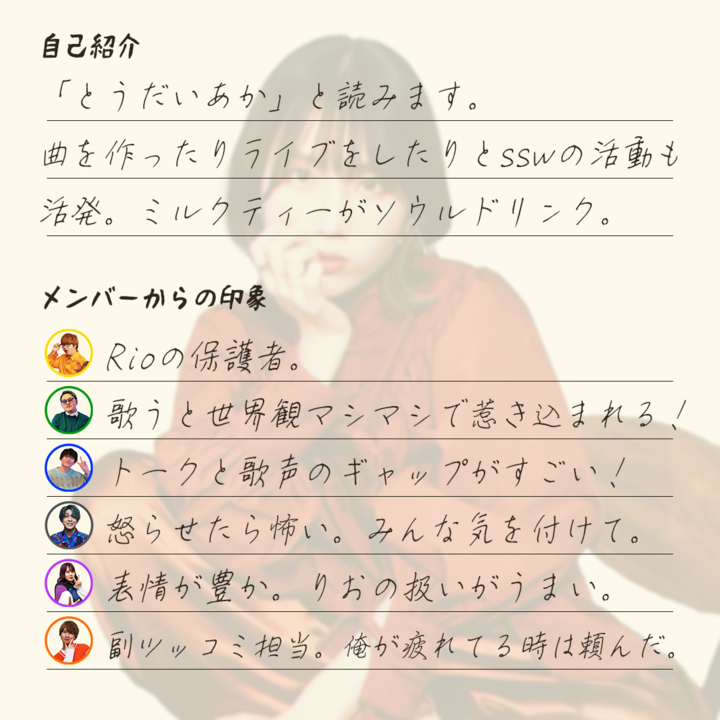 自己紹介
「とうだいあか」と読みます。
曲を作ったりライブをしたりとsswの活動も
活発。ミルクティーがソウルドリンク。
メンバーからの印象
Rioの保護者。
歌うと世界観マシマシで惹き込まれる！
トークと歌声のギャップがすごい！
怒らせたら怖い。みんな気を付けて。
表情が豊か。りおの扱いがうまい。
副ツッコミ担当。俺が疲れてる時は頼んだ。